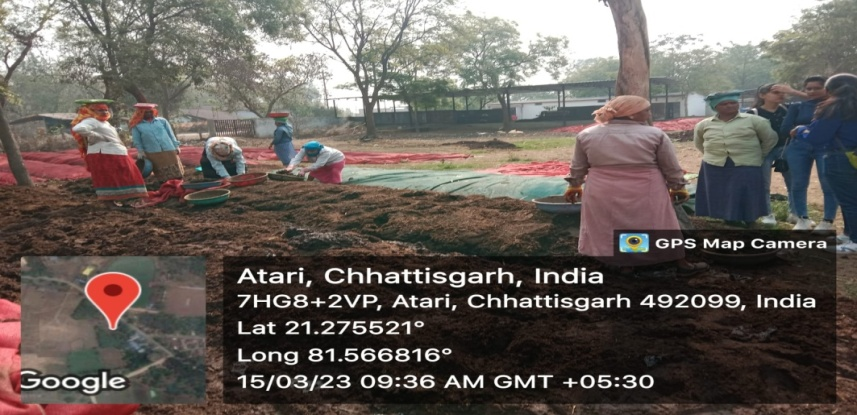 GPS Map Camera
Atari, Chhattisgarh, India
7HG8+2VP, Atari, Chhattisgarh 492099, India
Lat 21.275521°
Long 81.566816°
15/03/23 09:36 AM GMT +05:30
Google